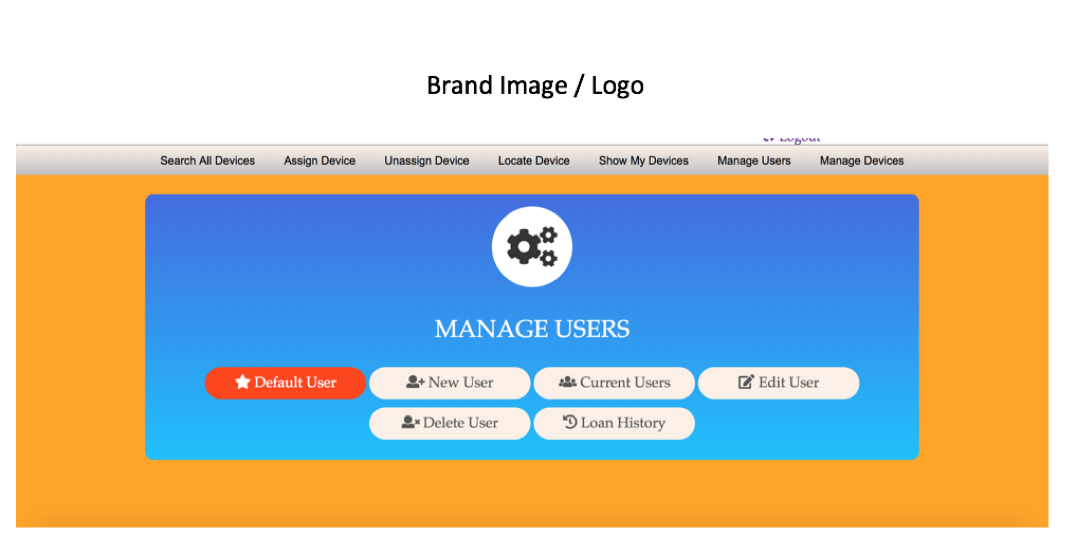 Brand Image / Logo
Logout
Search All Devices Assign Device Unassign Device Locate Device Show My Devices Manage Users Manage Devices
MANAGE USERS
Default User New User Current Users Edit User
Delete User Loan History